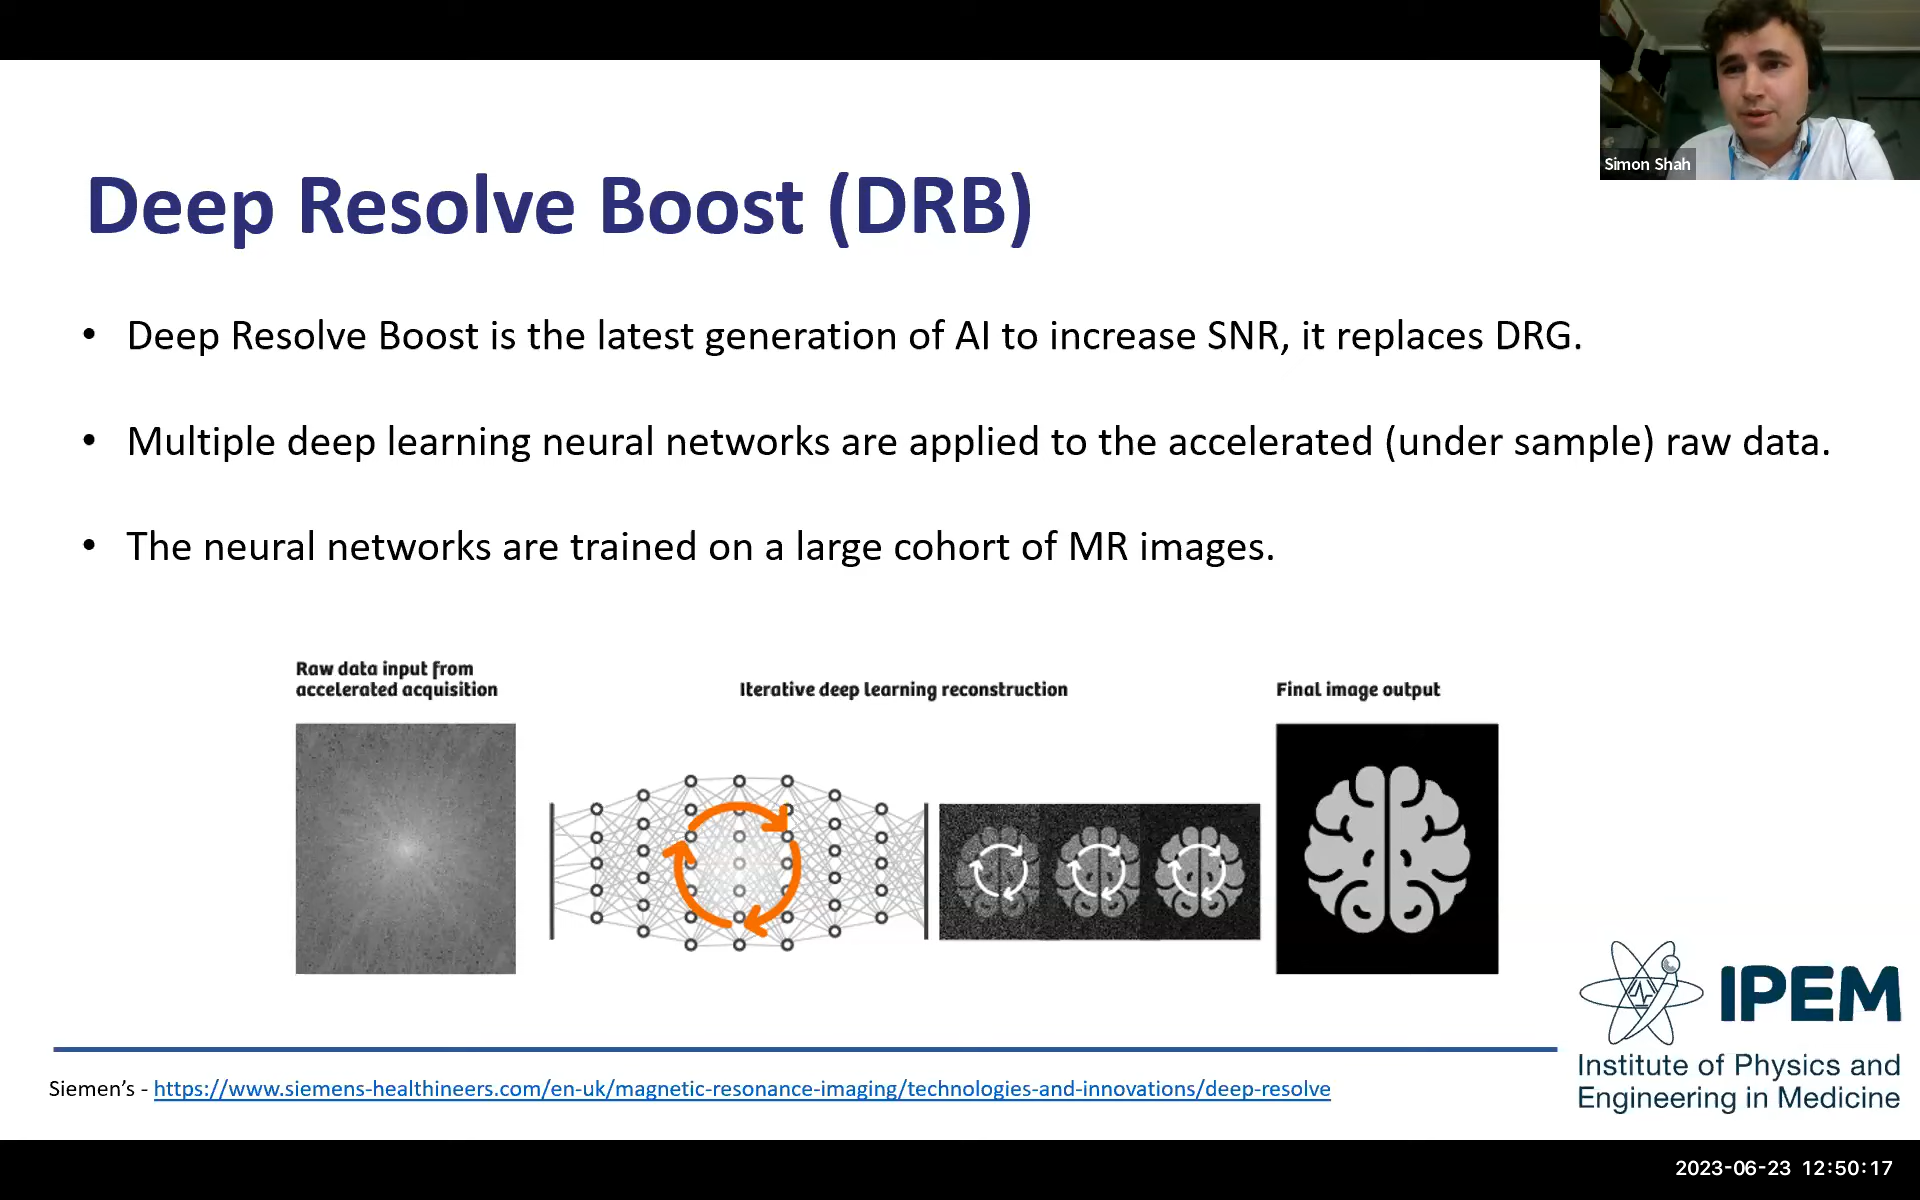 Simon Shah
Deep Resolve Boost (DRB)
• Deep Resolve Boost is the latest generation of AI to increase SNR, it replaces DRG.
• Multiple deep learning neural networks are applied to the accelerated (under sample) raw data.
• The neural networks are trained on a large cohort of MR images.
Raw data input from
accelerated acquisition
Iterative deep learning reconstruction
Final image output
IPEM
Institute of Physics and
Engineering in Medicine
Siemen’s - https://www.siemens-healthineers.com/en-uk/magnetic-resonance-imaging/technologies-and-innovations/deep-resolve
2023-06-23 12:50:17